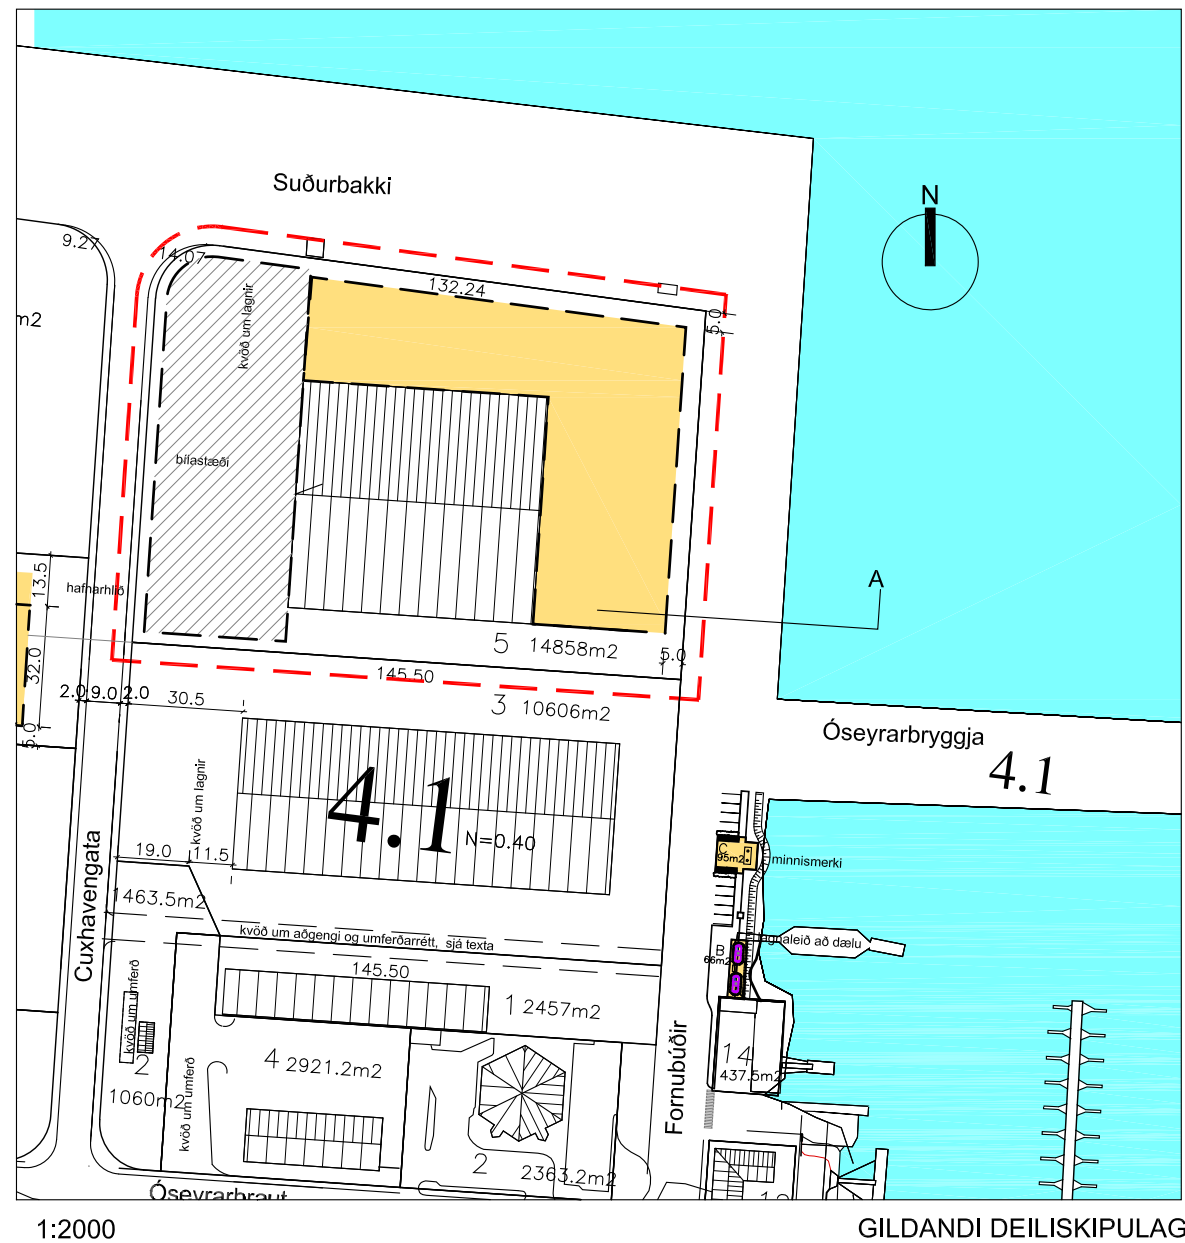 Suðurbakki
N
9.27
14.07
132.24
5.0
m2
kvöð um lagnir
bílastæði
A
13.5
hafnarhlið
32.0
5 14858m2
5.0
145.50
2.0 9.0 2.0
30.5
3 10606m2
5.0
Óseyrarbryggja
4.1
kvöð um lagnir
4.1
N=0.40
19.0
11.5
C
95m2
minnismerki
1463.5m2
Cuxhavengata
kvöð um aðgengi og umferðarrétt, sjá texta
lagnaleið að dælu
B
66m2
145.50
1 2457m2
kvöð um umferð
2
1060m2
4 2921.2m2
kvöð um umferð
Fornubúðir
14
437.5m2
2
2363.2m2
Óseyrarbraut
1:2000
GILDANDI DEILISKIPULAG